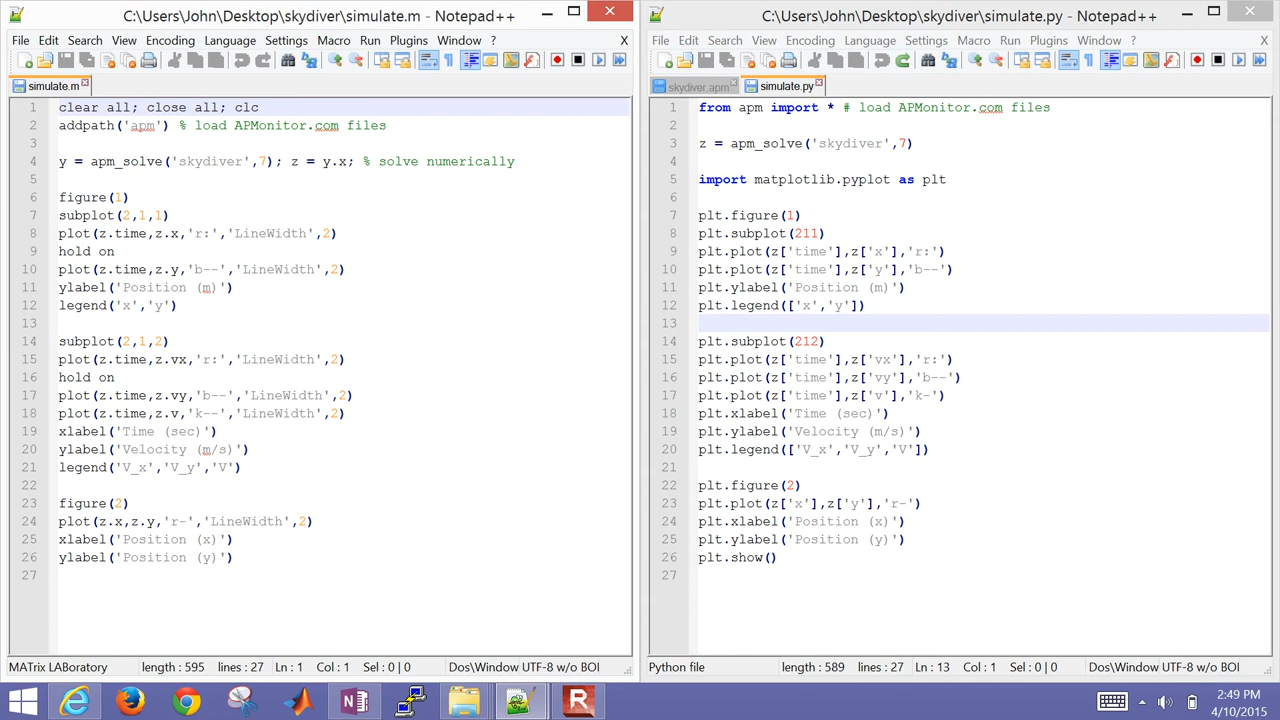 C:\Users\John\Desktop\skydiver\simulate.m - Notepad++
File Edit Search View Encoding Language Settings Macro Run Plugins Window ? X
simulate.m
1 clear all; close all; clc
2 addpath('apm') % load APMonitor.com files
3
4 y = apm_solve('skydiver',7); z = y.x; % solve numerically
5
6 figure(1)
7 subplot(2,1,1)
8 plot(z.time,z.x,'r:','LineWidth',2)
9 hold on
10 plot(z.time,z.y,'b--','LineWidth',2)
11 ylabel('Position (m)')
12 legend('x','y')
13
14 subplot(2,1,2)
15 plot(z.time,z.vx,'r:','LineWidth',2)
16 hold on
17 plot(z.time,z.vy,'b--','LineWidth',2)
18 plot(z.time,z.v,'k--','LineWidth',2)
19 xlabel('Time (sec)')
20 ylabel('Velocity (m/s)')
21 legend('V_x','V_y','V')
22
23 figure(2)
24 plot(z.x,z.y,'r-','LineWidth',2)
25 xlabel('Position (x)')
26 ylabel('Position (y)')
27
MATrix LABoratory length : 595 lines : 27 Ln : 1 Col : 1 Sel : 0 | 0 Dos\Window UTF-8 w/o BOI
C:\Users\John\Desktop\skydiver\simulate.py - Notepad++
File Edit Search View Encoding Language Settings Macro Run Plugins Window ? X
skydiver.apm simulate.py
1 from apm import * # load APMonitor.com files
2
3 z = apm_solve('skydiver',7)
4
5 import matplotlib.pyplot as plt
6
7 plt.figure(1)
8 plt.subplot(211)
9 plt.plot(z['time'],z['x'],'r:')
10 plt.plot(z['time'],z['y'],'b--')
11 plt.ylabel('Position (m)')
12 plt.legend(['x','y'])
13
14 plt.subplot(212)
15 plt.plot(z['time'],z['vx'],'r:')
16 plt.plot(z['time'],z['vy'],'b--')
17 plt.plot(z['time'],z['v'],'k-')
18 plt.xlabel('Time (sec)')
19 plt.ylabel('Velocity (m/s)')
20 plt.legend(['V_x','V_y','V'])
21
22 plt.figure(2)
23 plt.plot(z['x'],z['y'],'r-')
24 plt.xlabel('Position (x)')
25 plt.ylabel('Position (y)')
26 plt.show()
27
Python file length : 589 lines : 27 Ln : 13 Col : 1 Sel : 0 | 0 Dos\Window UTF-8 w/o BOI
2:49 PM
4/10/2015